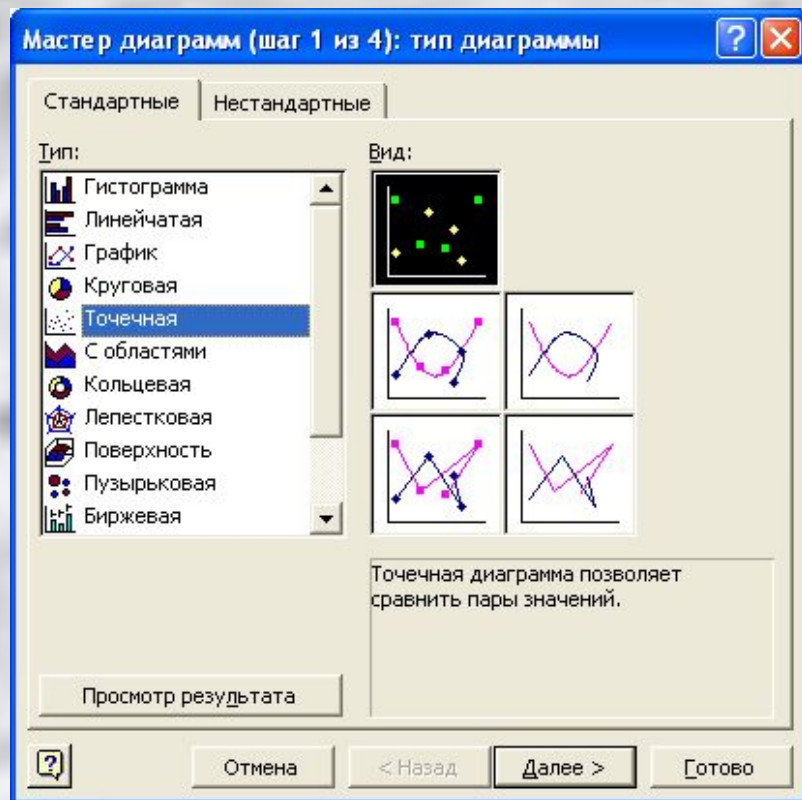 Мастер диаграмм (шаг 1 из 4): тип диаграммы
Стандартные
Нестандартные
Тип:
Гистограмма
Линейчатая
График
Круговая
Точечная
С областями
Кольцевая
Лепестковая
Поверхность
Пузырьковая
Биржевая
Вид:
Точечная диаграмма позволяет
сравнить пары значений.
Просмотр результата
Отмена
< Назад
Далее >
Готово